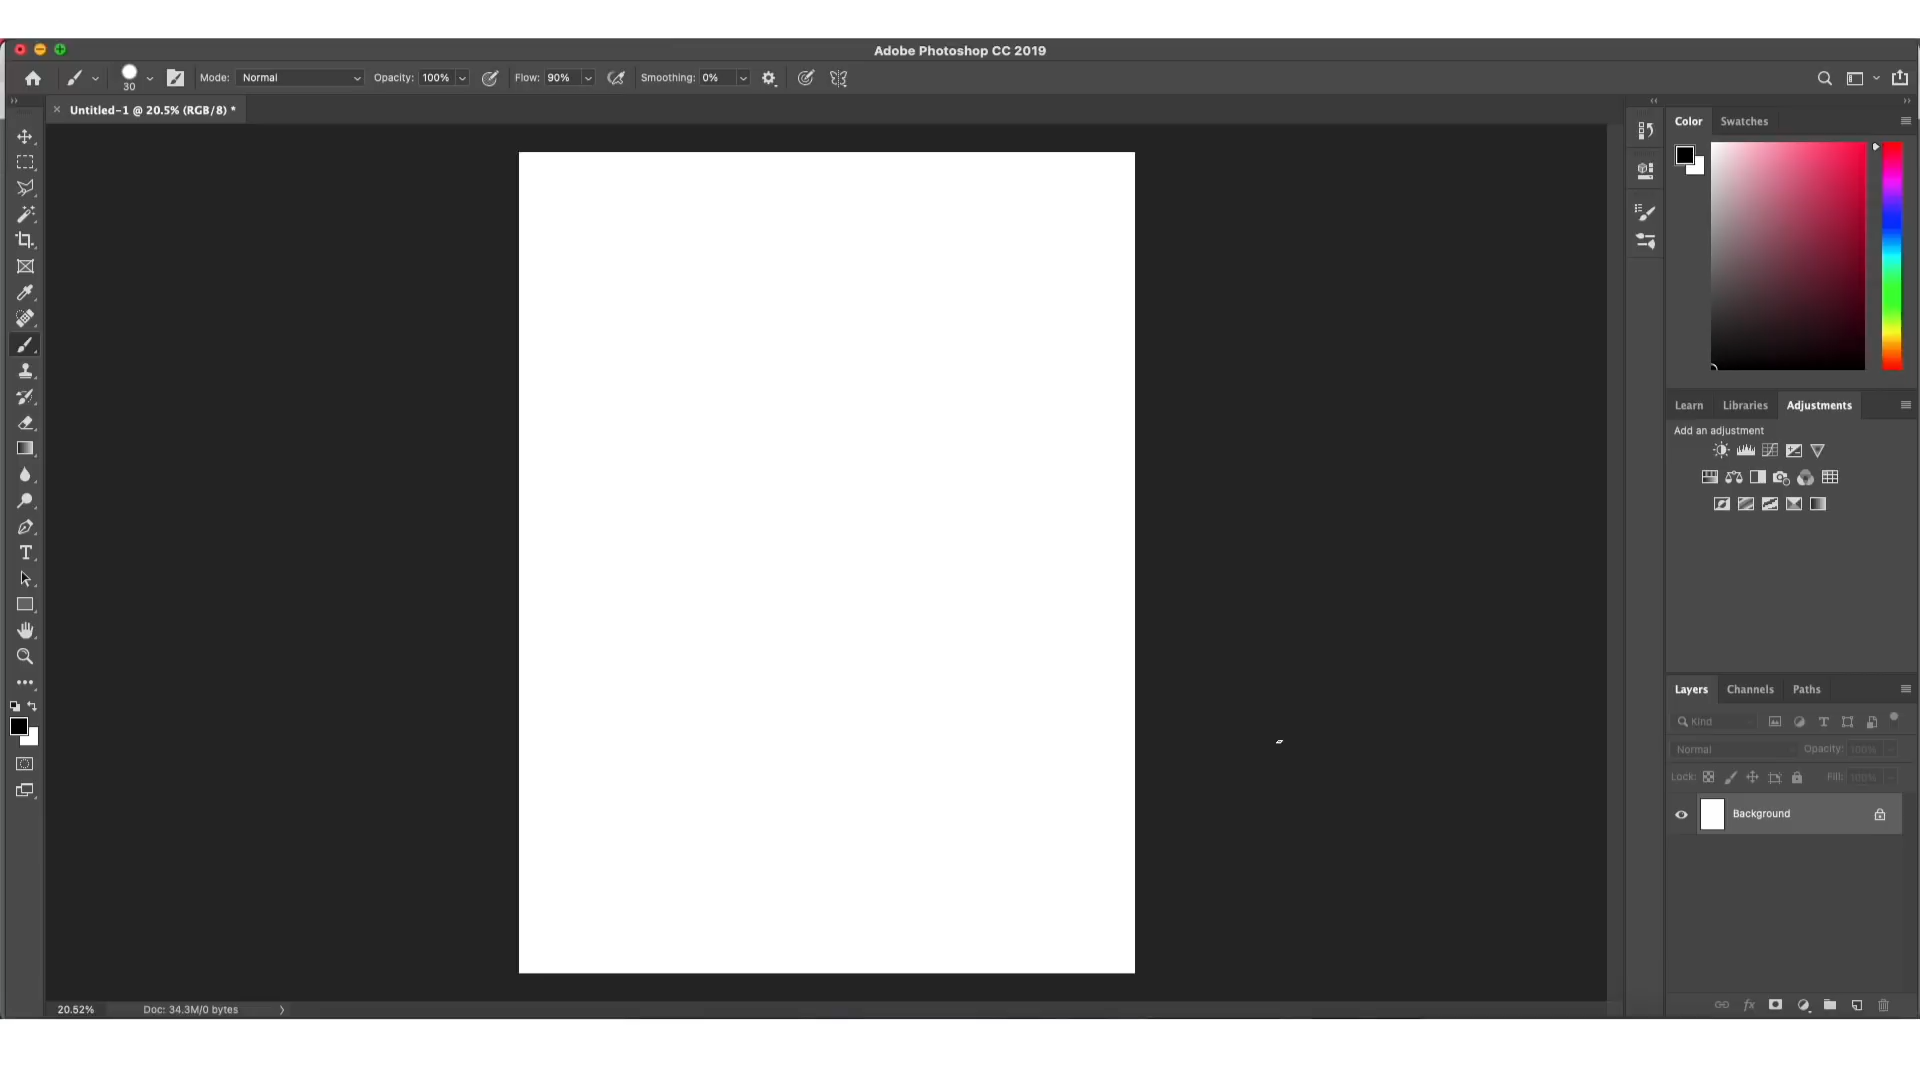 Adobe Photoshop CC 2019
30
Mode: Normal
Opacity: 100%
Flow: 90%
Smoothing: 0%
Untitled-1 @ 20.5% (RGB/8) *
Color
Swatches
Learn
Libraries
Adjustments
Add an adjustment
Layers
Channels
Paths
Kind
Normal
Opacity: 100%
Lock:
Fill: 100%
Background
20.52%
Doc: 34.3M/0 bytes